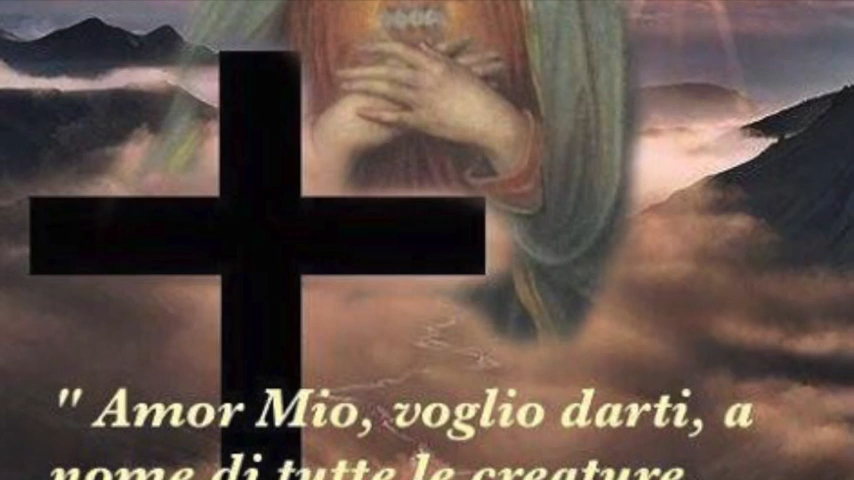 " Amor Mio, voglio darti, a
nome di tutte le creature